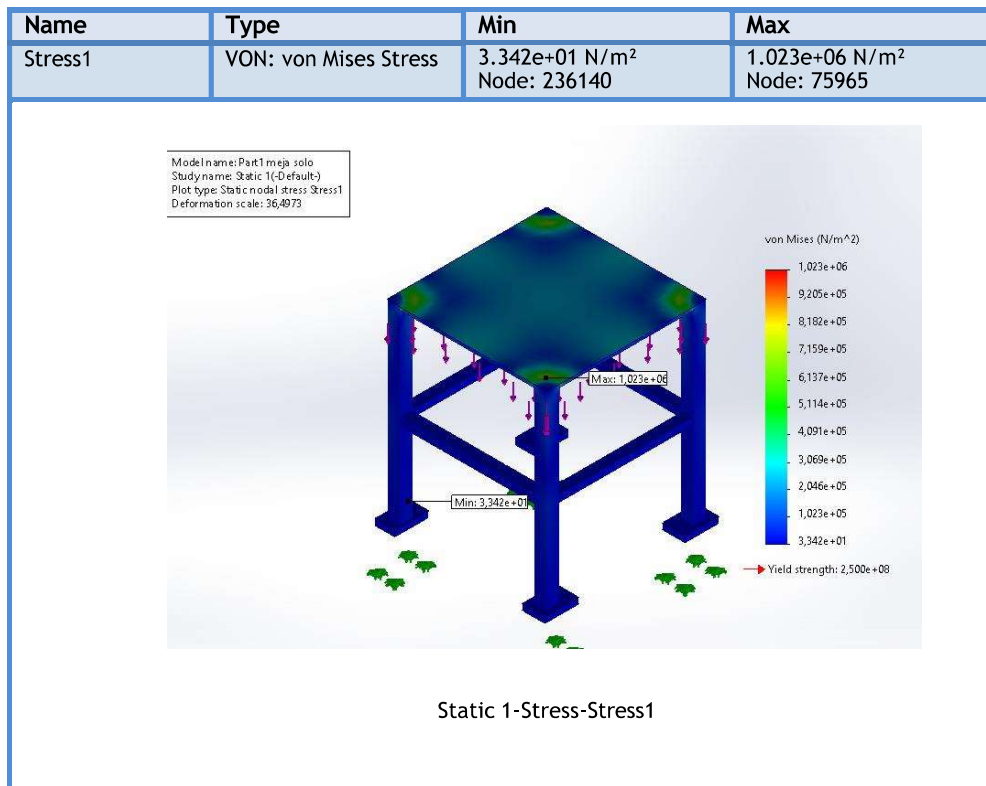 Name Type Min Max
Stress1 VON: von Mises Stress 3.342e+01 N/m² 1.023e+06 N/m²
Node: 236140 Node: 75965
Model name: Part1 meja solo
Study name: Static 1(-Default-)
Plot type: Static nodal stress Stress1
Deformation scale: 36,4973
von Mises (N/m^2)
1,023e+06
9,205e+05
8,182e+05
7,159e+05
6,137e+05
5,114e+05
4,091e+05
3,069e+05
2,046e+05
1,023e+05
3,342e+01
Yield strength: 2,500e+08
Max: 1,023e+06
Min: 3,342e+01
Static 1-Stress-Stress1